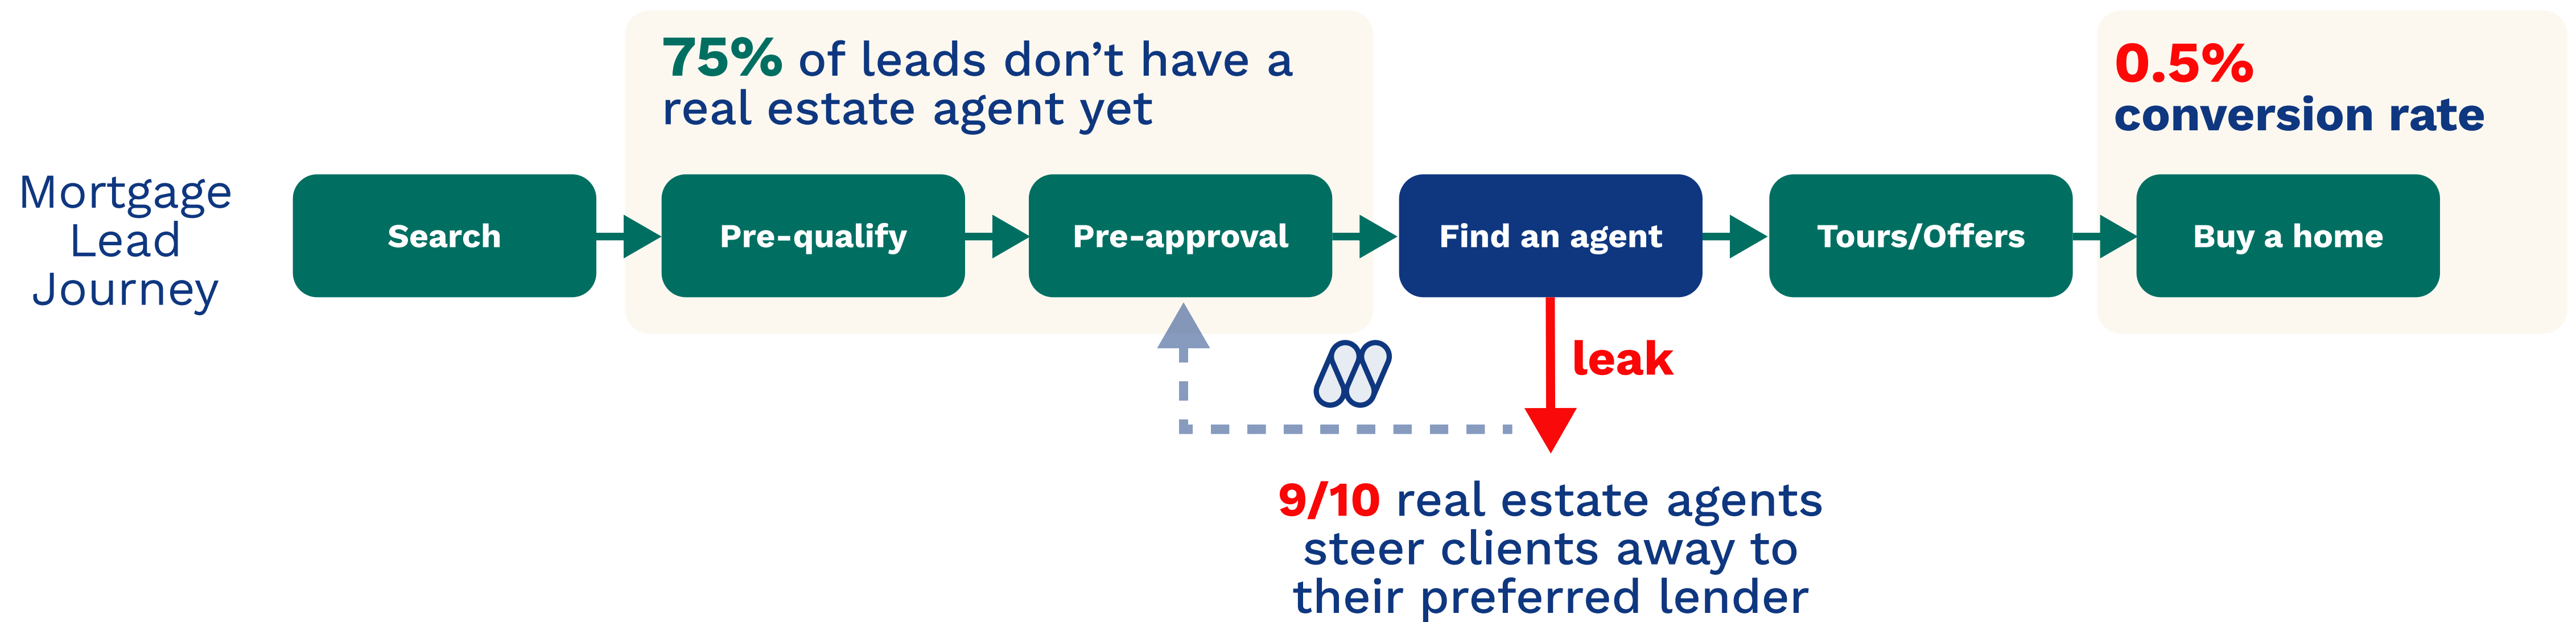 75% of leads don’t have a
real estate agent yet
0.5%
conversion rate
Mortgage
Lead
Journey
Search
Pre-qualify
Pre-approval
Find an agent
Tours/Offers
Buy a home
leak
9/10 real estate agents
steer clients away to
their preferred lender